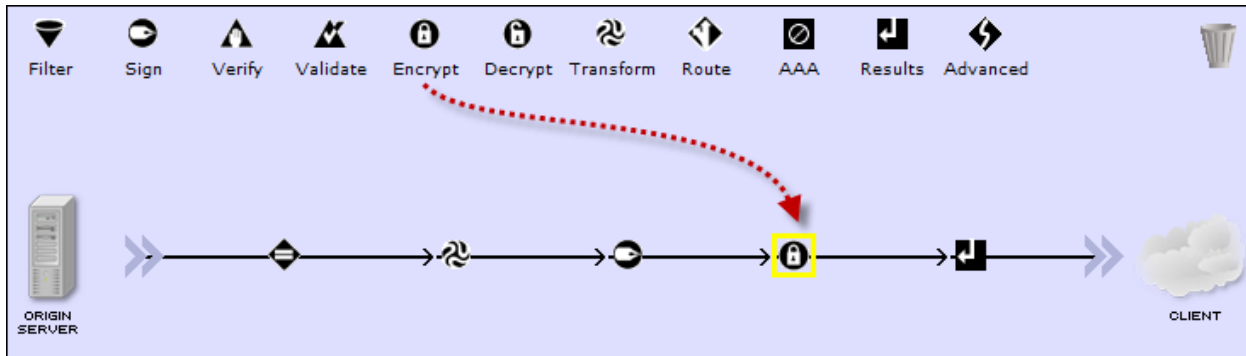 Filter Sign Verify Validate Encrypt Decrypt Transform Route AAA Results Advanced
ORIGIN
SERVER
CLIENT